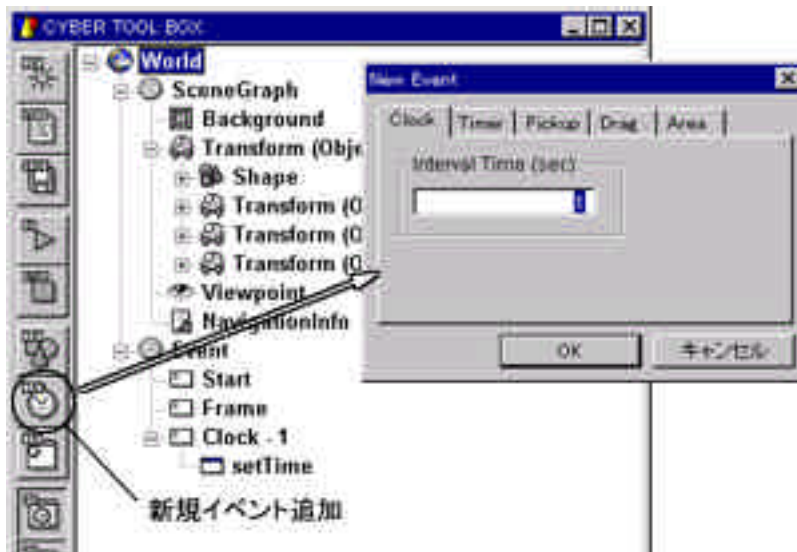 CYBER TOOL BOX
World
SceneGraph
Background
Transform (Obje
Shape
Transform (O
Transform (O
Transform (O
Viewpoint
NavigationInfo
Event
Start
Frame
Clock - 1
setTime
新規イベント追加
New Event
Clock Timer Pickup Drag Area
Interval Time (sec)
1
OK キャンセル